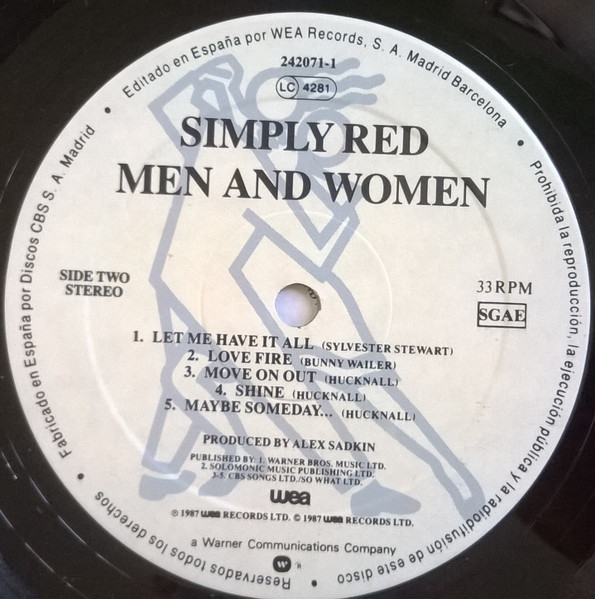 Editado en España por WEA Records, S. A. Madrid Barcelona
Prohibida la reproducción, la ejecución pública y la radiodifusión de este disco
Reservados todos los derechos
Fabricado en España por Discos CBS S. A. Madrid
242071-1
LC 4281
SIMPLY RED
MEN AND WOMEN
SIDE TWO
STEREO
33 RPM
SGAE
1. LET ME HAVE IT ALL (SYLVESTER STEWART)
2. LOVE FIRE (BUNNY WAILER)
3. MOVE ON OUT (HUCKNALL)
4. SHINE (HUCKNALL)
5. MAYBE SOMEDAY... (HUCKNALL)
PRODUCED BY ALEX SADKIN
PUBLISHED BY: 1. WARNER BROS. MUSIC LTD.
2. SOLOMONIC MUSIC PUBLISHING LTD.
3-5. CBS SONGS LTD./SO WHAT LTD.
wea
℗ 1987 wea RECORDS LTD. © 1987 wea RECORDS LTD.
a Warner Communications Company